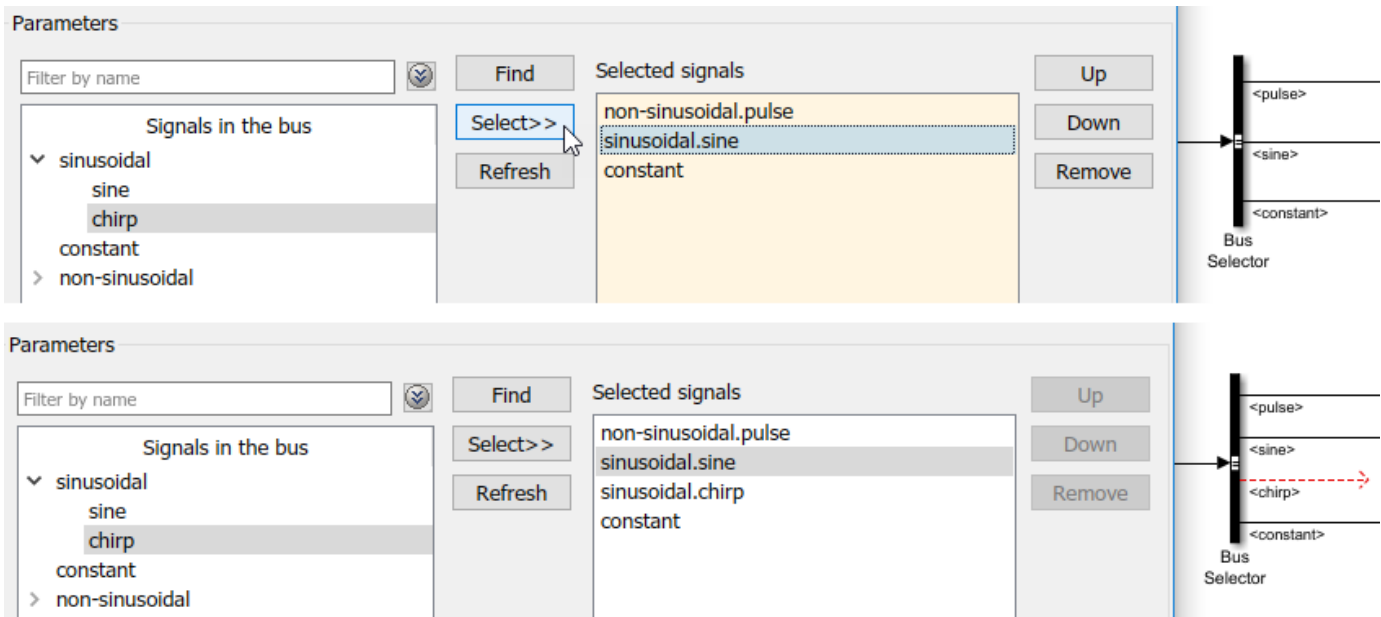 Parameters
Filter by name
Find
Selected signals
Up
Signals in the bus
Select>>
non-sinusoidal.pulse
Down
sinusoidal
sinusoidal.sine
sine
Refresh
constant
Remove
chirp
constant
non-sinusoidal
<pulse>
<sine>
<constant>
Bus
Selector
Parameters
Filter by name
Find
Selected signals
Up
Signals in the bus
Select>>
non-sinusoidal.pulse
Down
sinusoidal
sinusoidal.sine
sine
Refresh
sinusoidal.chirp
Remove
chirp
constant
constant
non-sinusoidal
<pulse>
<sine>
<chirp>
<constant>
Bus
Selector